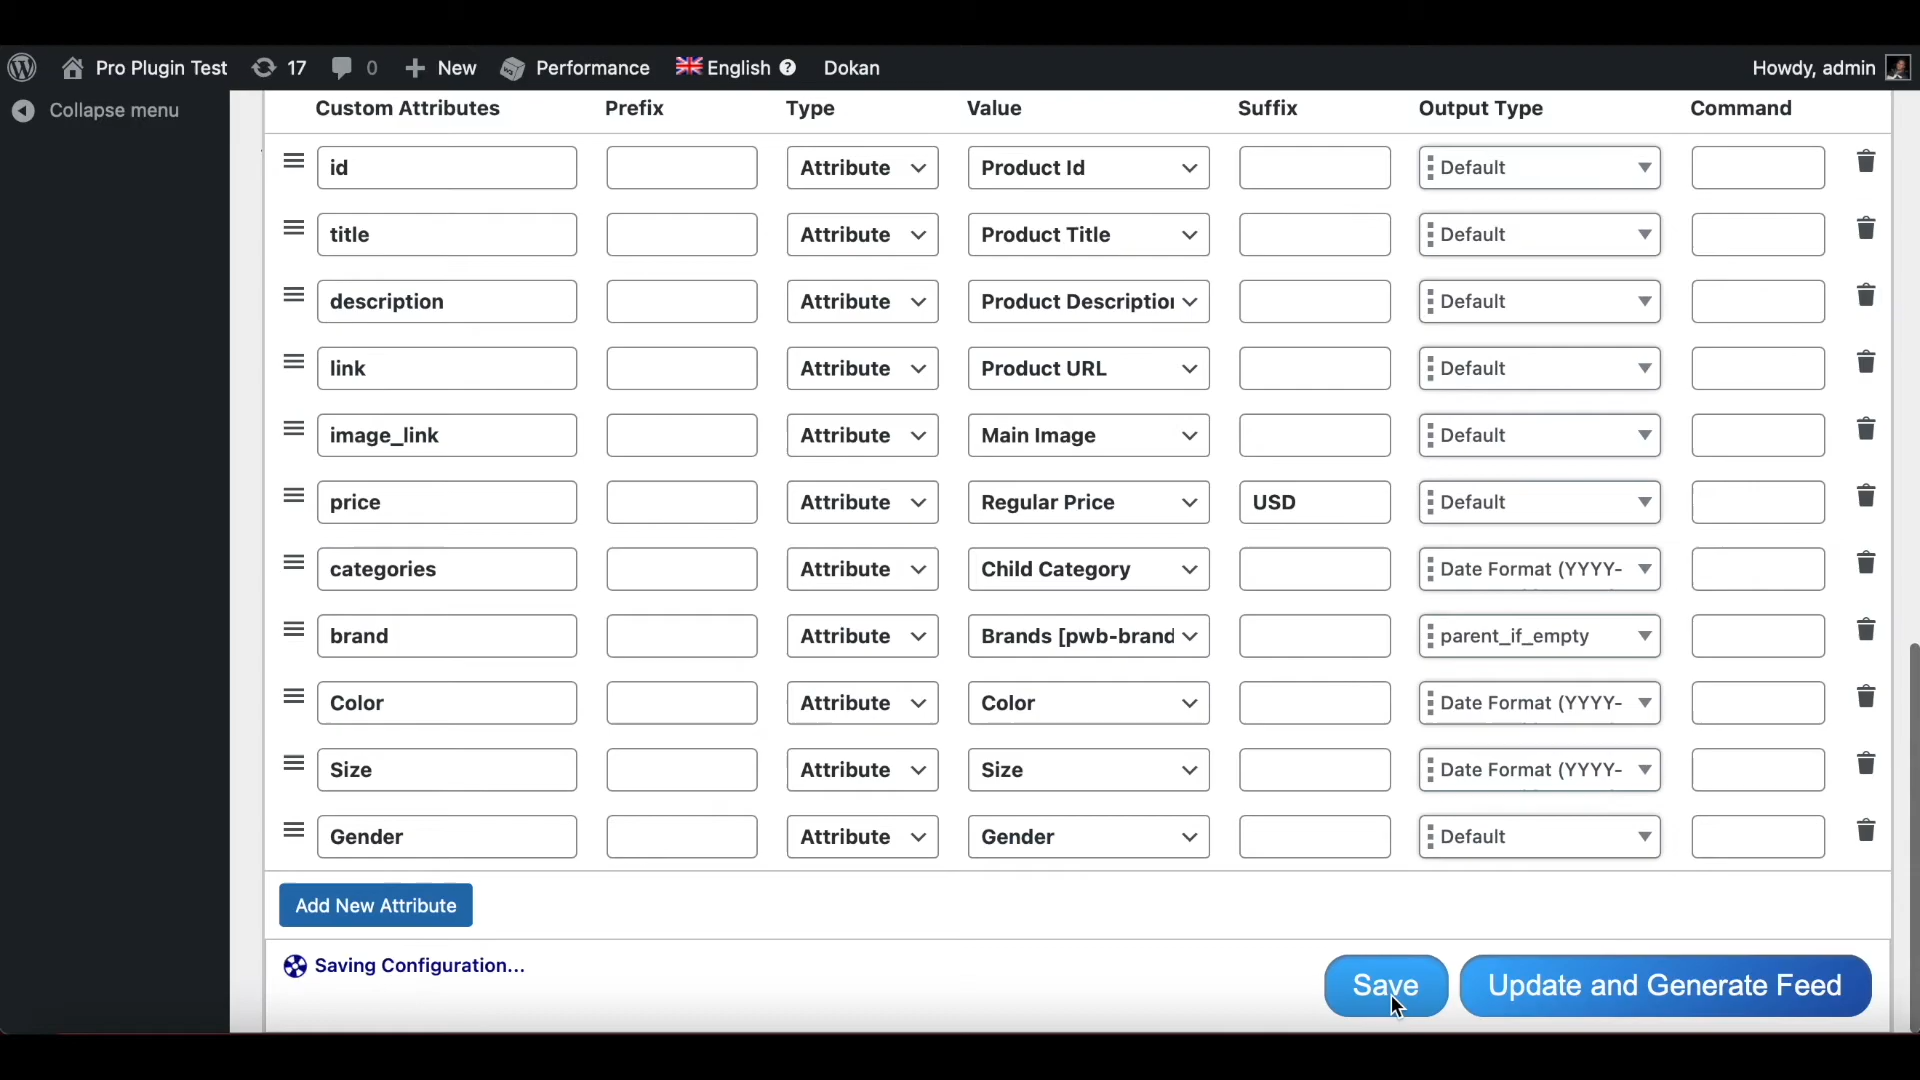 Pro Plugin Test 17 0 New Performance English ? Dokan Howdy, admin
Collapse menu
Custom Attributes Prefix Type Value Suffix Output Type Command
id Attribute Product Id Default
title Attribute Product Title Default
description Attribute Product Description Default
link Attribute Product URL Default
image_link Attribute Main Image Default
price Attribute Regular Price USD Default
categories Attribute Child Category Date Format (YYYY-
brand Attribute Brands [pwb-brand parent_if_empty
Color Attribute Color Date Format (YYYY-
Size Attribute Size Date Format (YYYY-
Gender Attribute Gender Default
Add New Attribute
Saving Configuration...
Save Update and Generate Feed